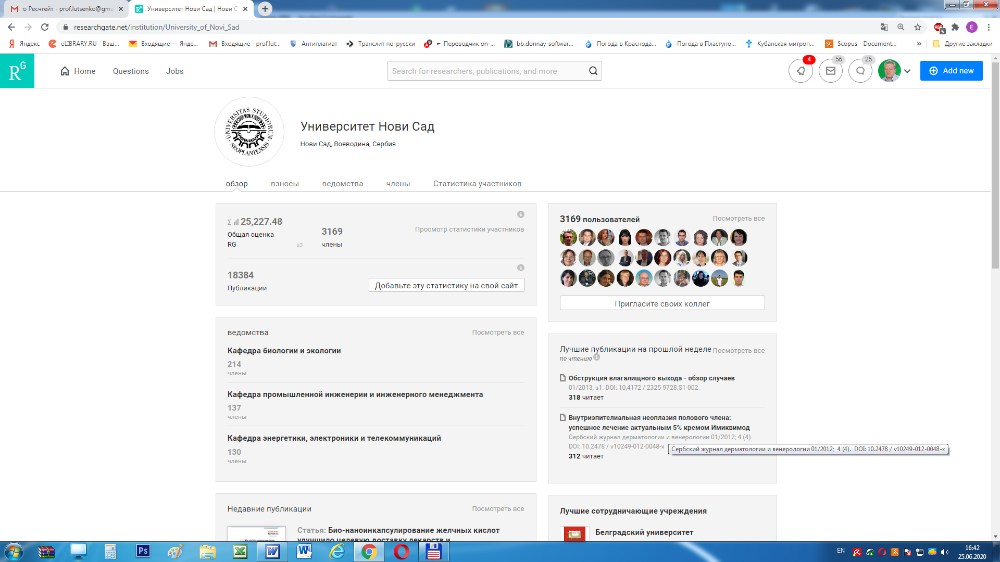 о Ресчгейт - prof.lutsenko@gma
Университет Нови Сад | Нови С
researchgate.net/institution/University_of_Novi_Sad
Яндекс
eLIBRARY.RU - Ваш...
Входящие — Янде...
Входящие - prof.lut...
Антиплагиат
Транслит по-русски
► Переводчик on-...
bb.donnay-softwar...
Погода в Краснода...
Погода в Пластуно...
Кубанская митроп...
Scopus - Document...
»
Другие закладки
RG
Home
Questions
Jobs
Search for researchers, publications, and more
4
56
25
Add new
UNIVERSITAS STUDIORUM NEOPLANTENSIS
MCMLX
Университет Нови Сад
Нови Сад, Воеводина, Сербия
обзор
взносы
ведомства
члены
Статистика участников
Σ 25,227.48
Общая оценка
RG
из
3169
члены
Просмотр статистики участников
18384
Публикации
Добавьте эту статистику на свой сайт
ведомства
Посмотреть все
Кафедра биологии и экологии
214
члены
Кафедра промышленной инженерии и инженерного менеджмента
137
члены
Кафедра энергетики, электроники и телекоммуникаций
130
члены
Недавние публикации
Посмотреть все
Статья: Био-наноинкапсулирование желчных кислот
улучшило целевую доставку лекарств и
3169 пользователей
Посмотреть все
Пригласите своих коллег
Лучшие публикации на прошлой неделе
Посмотреть все
по чтению
Обструкция влагалищного выхода - обзор случаев
01/2013; s1. DOI: 10,4172 / 2325-9728.S1-002
318 читает
Внутриэпителиальная неоплазия полового члена:
успешное лечение актуальным 5% кремом Имиквимод
Сербский журнал дерматологии и венерологии 01/2012; 4 (4).
DOI: 10.2478 / v10249-012-0048-x
Сербский журнал дерматологии и венерологии 01/2012; 4 (4). DOI: 10.2478 / v10249-012-0048-x
312 читает
Лучшие сотрудничающие учреждения
Белградский университет
EN
16:42
25.06.2020